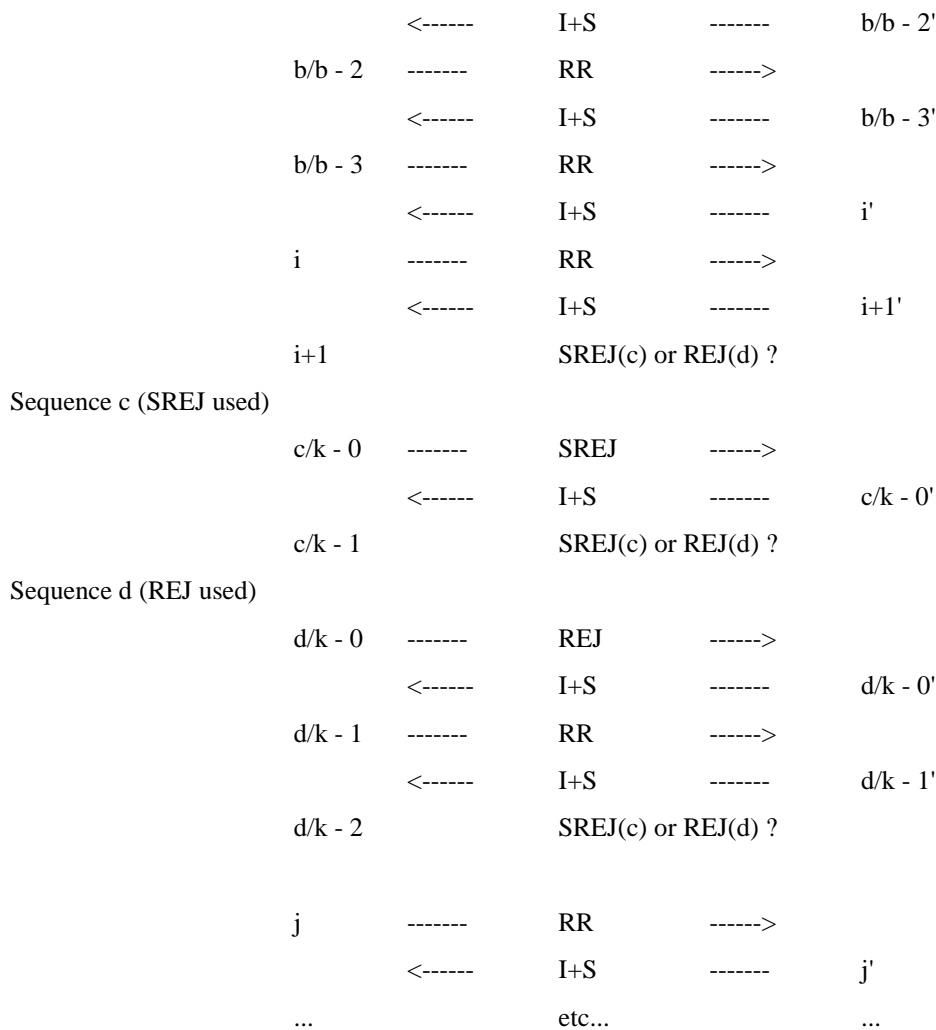 <------ I+S ------- b/b - 2'
b/b - 2 ------- RR ------>
<------ I+S ------- b/b - 3'
b/b - 3 ------- RR ------>
<------ I+S ------- i'
i ------- RR ------>
<------ I+S ------- i+1'
i+1 SREJ(c) or REJ(d) ?
Sequence c (SREJ used)
c/k - 0 ------- SREJ ------>
<------ I+S ------- c/k - 0'
c/k - 1 SREJ(c) or REJ(d) ?
Sequence d (REJ used)
d/k - 0 ------- REJ ------>
<------ I+S ------- d/k - 0'
d/k - 1 ------- RR ------>
<------ I+S ------- d/k - 1'
d/k - 2 SREJ(c) or REJ(d) ?
j ------- RR ------>
<------ I+S ------- j'
... etc... ...